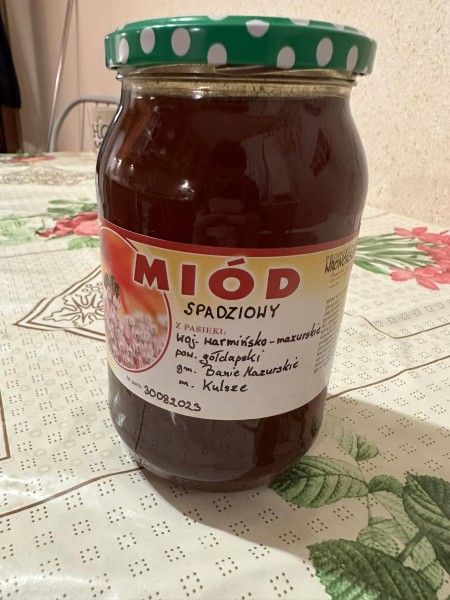 MIÓD
SPADZIOWY
Z PASIEKI:
woj. warmińsko-mazurskie
pow. gołdapski
gm. Banie Mazurskie
m. Kulsze
30082023